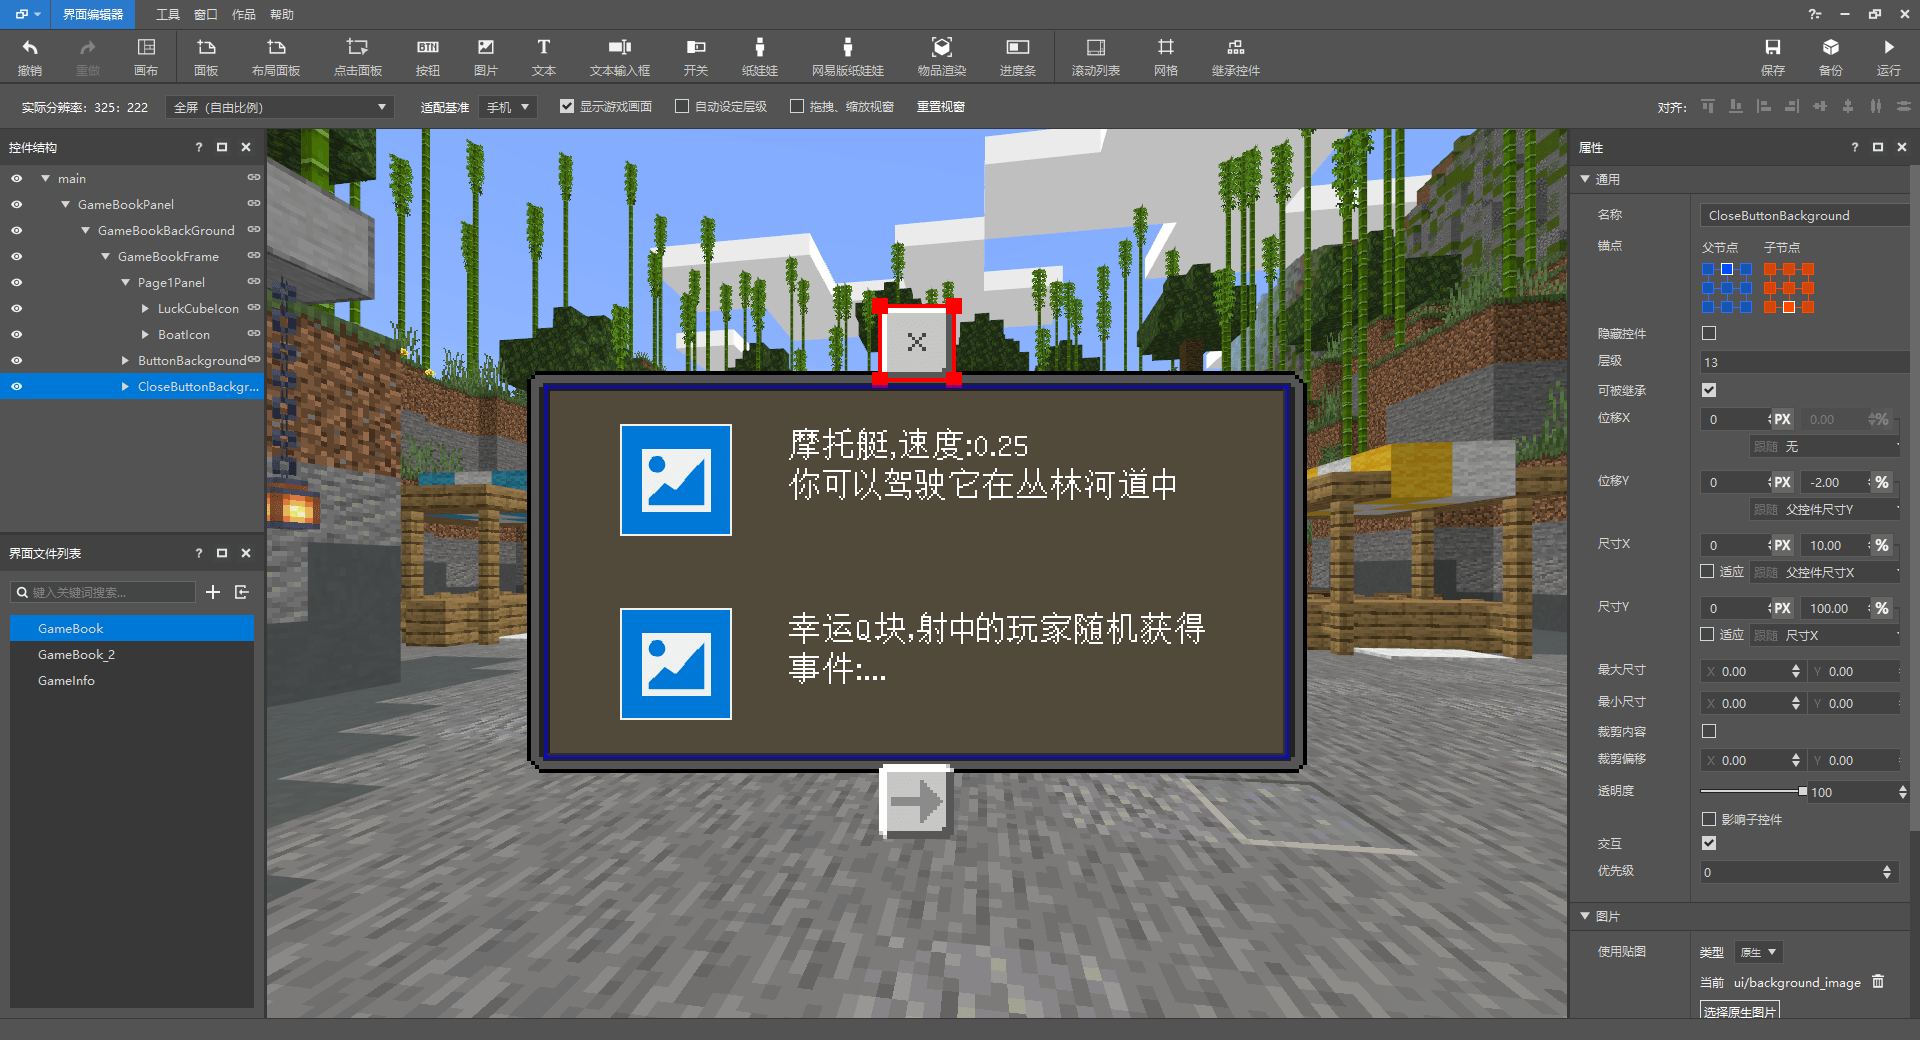 界面编辑器 工具 窗口 作品 帮助
撤销 重做 画布 面板 布局面板 点击面板 BTN 按钮 图片 T 文本 文本输入框 开关 纸娃娃 网易版纸娃娃 物品渲染 进度条 滚动列表 网格 继承控件 保存 备份 运行
实际分辨率: 325: 222 全屏 (自由比例) 适配基准 手机 显示游戏画面 自动设定层级 拖拽、缩放视窗 重置视窗 对齐:
控件结构
main
GameBookPanel
GameBookBackGround
GameBookFrame
Page1Panel
LuckCubeIcon
BoatIcon
ButtonBackground
CloseButtonBackgr...
界面文件列表
键入关键词搜索...
GameBook
GameBook_2
GameInfo
摩托艇,速度:0.25
你可以驾驶它在丛林河道中
幸运Q块,射中的玩家随机获得
事件:...
属性
通用
名称 CloseButtonBackground
锚点 父节点 子节点
隐藏控件
层级 13
可被继承
位移X 0 PX 0.00 %
跟随 无
位移Y 0 PX -2.00 %
跟随 父控件尺寸Y
尺寸X 0 PX 10.00 %
适应 跟随 父控件尺寸X
尺寸Y 0 PX 100.00 %
适应 跟随 尺寸X
最大尺寸 X 0.00 Y 0.00
最小尺寸 X 0.00 Y 0.00
裁剪内容
裁剪偏移 X 0.00 Y 0.00
透明度 100
影响子控件
交互
优先级 0
图片
使用贴图 类型 原生
当前 ui/background_image
选择原生图片